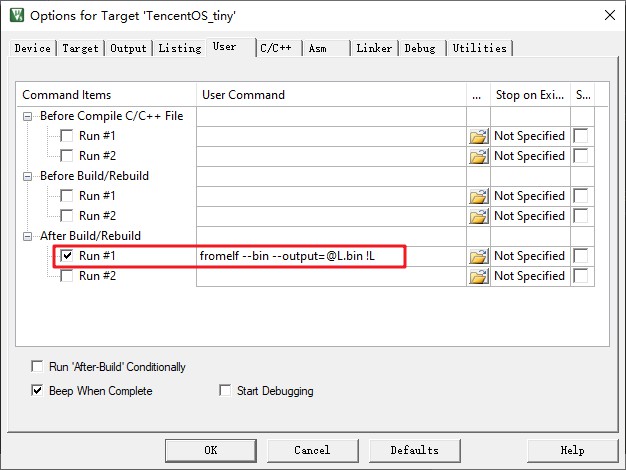 Options for Target 'TencentOS_tiny'
Device Target Output Listing User C/C++ Asm Linker Debug Utilities
Command Items User Command ... Stop on Exi... S...
Before Compile C/C++ File
Run #1 Not Specified
Run #2 Not Specified
Before Build/Rebuild
Run #1 Not Specified
Run #2 Not Specified
After Build/Rebuild
Run #1 fromelf --bin --output=@L.bin !L Not Specified
Run #2 Not Specified
Run 'After-Build' Conditionally
Beep When Complete Start Debugging
OK Cancel Defaults Help